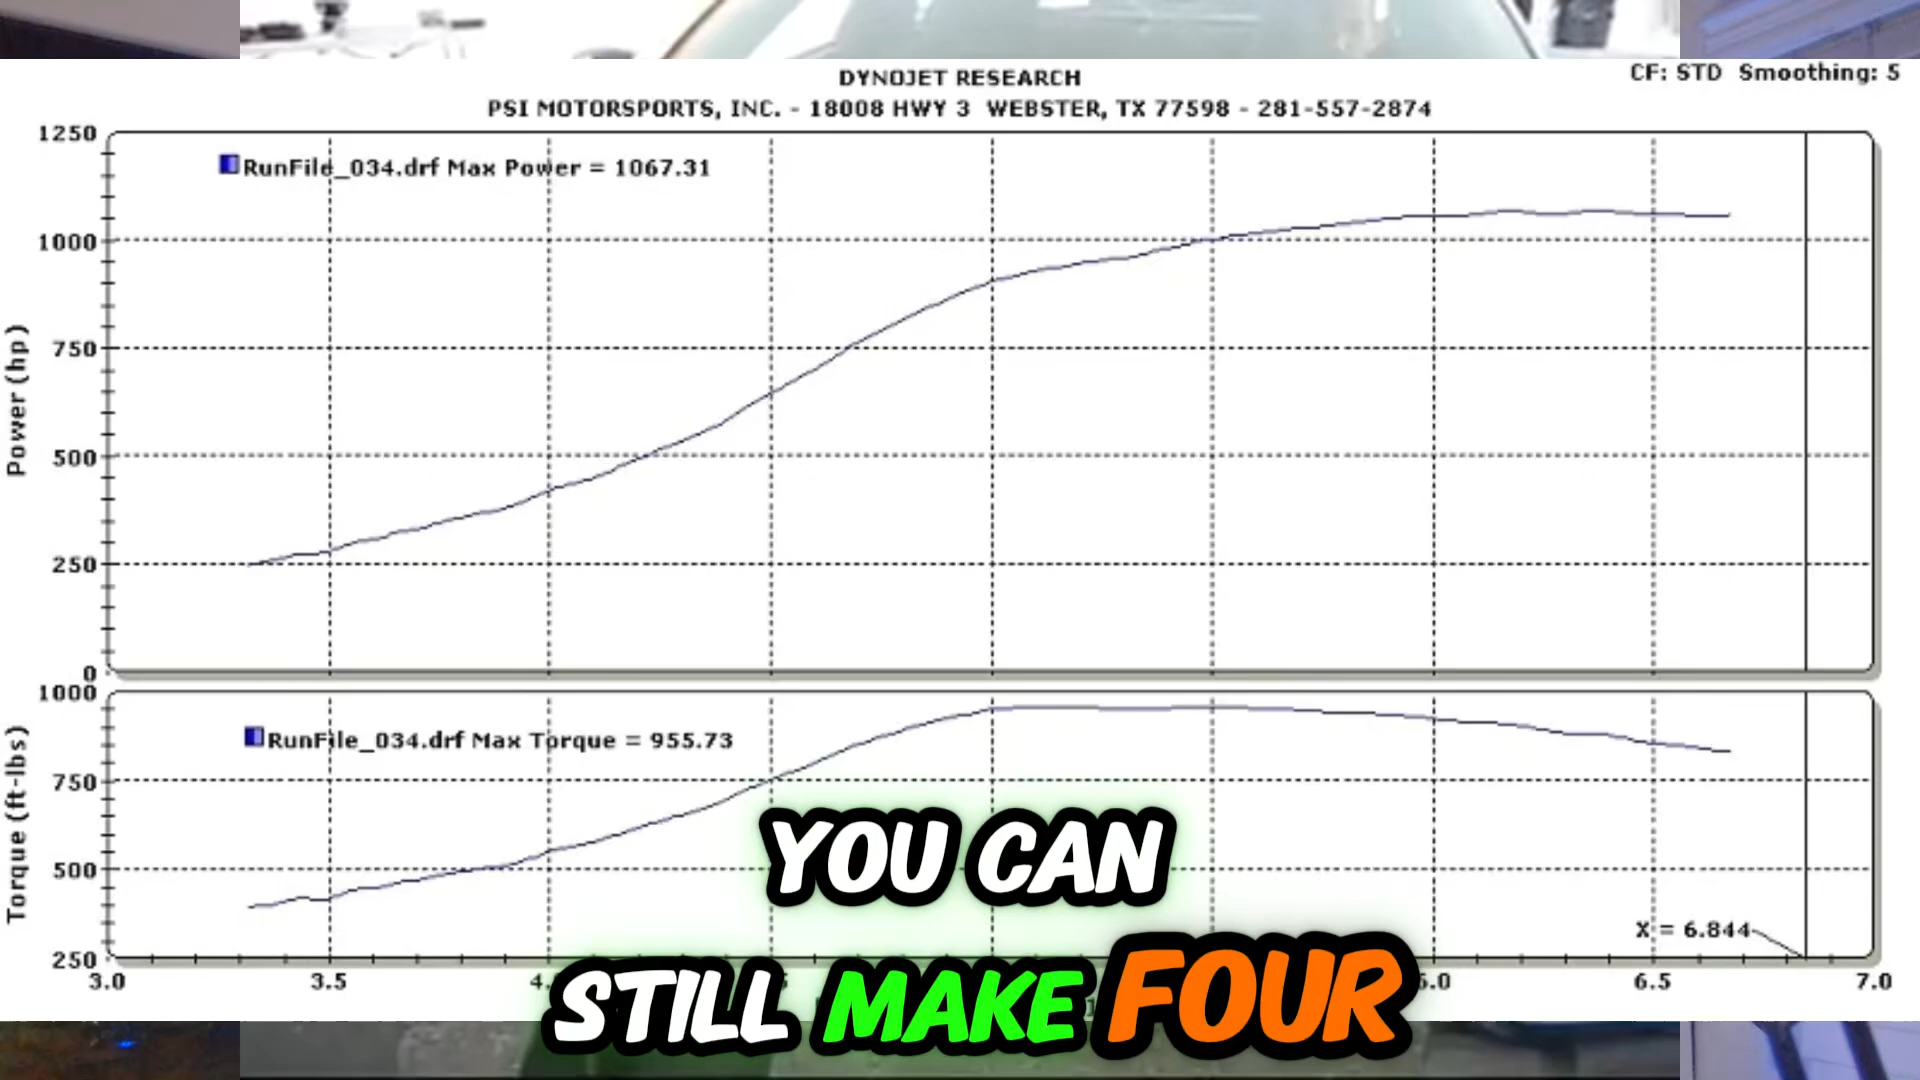 DYNOJET RESEARCH
CF: STD Smoothing: 5
PSI MOTORSPORTS, INC. - 18008 HWY 3 WEBSTER, TX 77598 - 281-557-2874
RunFile_034.drf Max Power = 1067.31
Power (hp)
1250
1000
750
500
250
0
RunFile_034.drf Max Torque = 955.73
Torque (ft-lbs)
1000
750
500
250
X = 6.844
3.0 3.5 6.5 7.0
YOU CAN
STILL MAKE FOUR